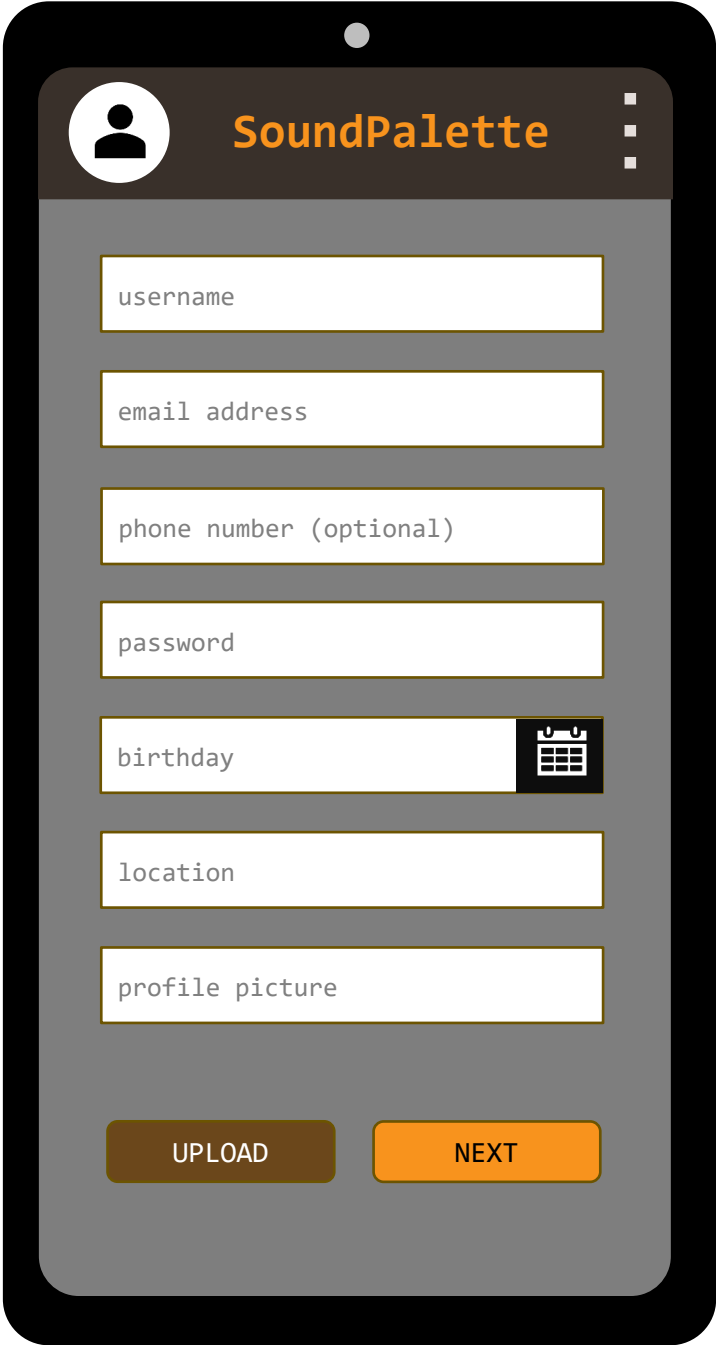 SoundPalette
username
email address
phone number (optional)
password
birthday
location
profile picture
UPLOAD
NEXT